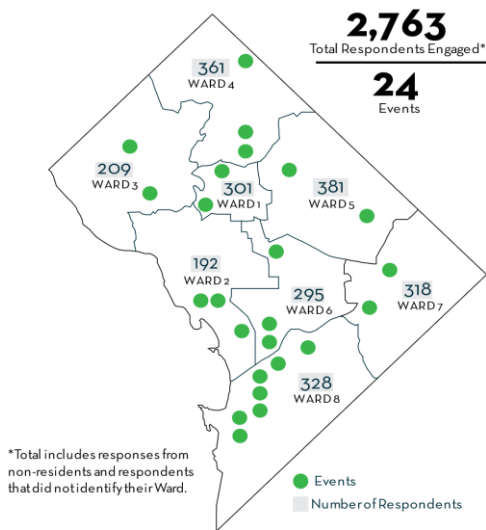 2,763
Total Respondents Engaged*
24
Events
361
WARD 4
209
WARD 3
301
WARD 1
381
WARD 5
192
WARD 2
295
WARD 6
318
WARD 7
328
WARD 8
*Total includes responses from
non-residents and respondents
that did not identify their Ward.
Events
Number of Respondents